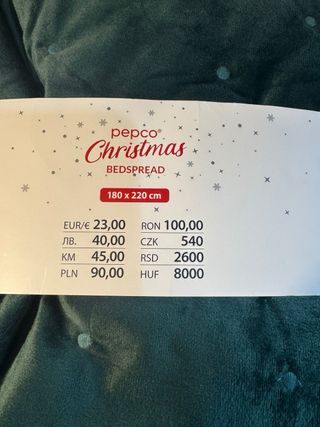 pepco®
Christmas
BEDSPREAD
180 x 220 cm
EUR/€ 23,00 RON 100,00
ЛВ. 40,00 CZK 540
KM 45,00 RSD 2600
PLN 90,00 HUF 8000